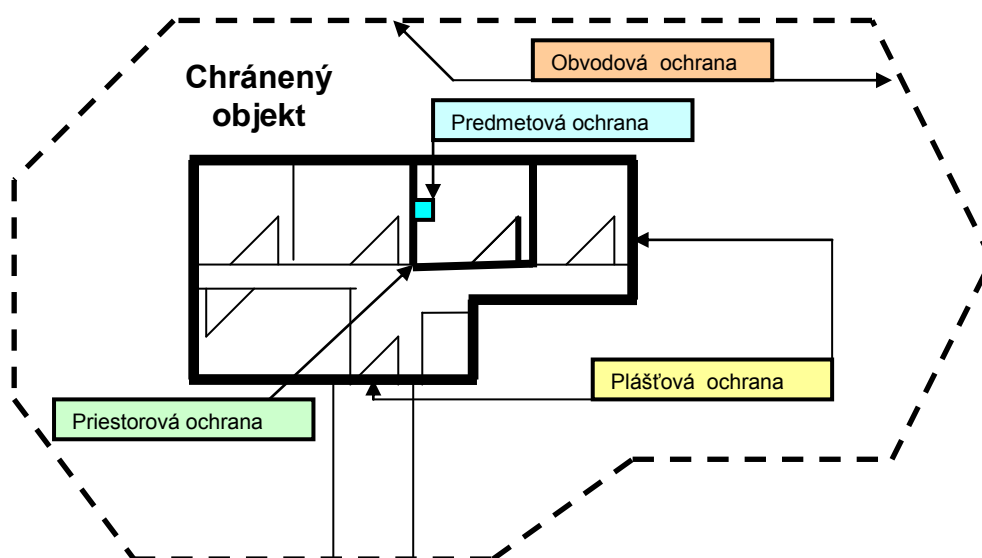 Obvodová ochrana
Chránený
objekt
Predmetová ochrana
Plášťová ochrana
Priestorová ochrana